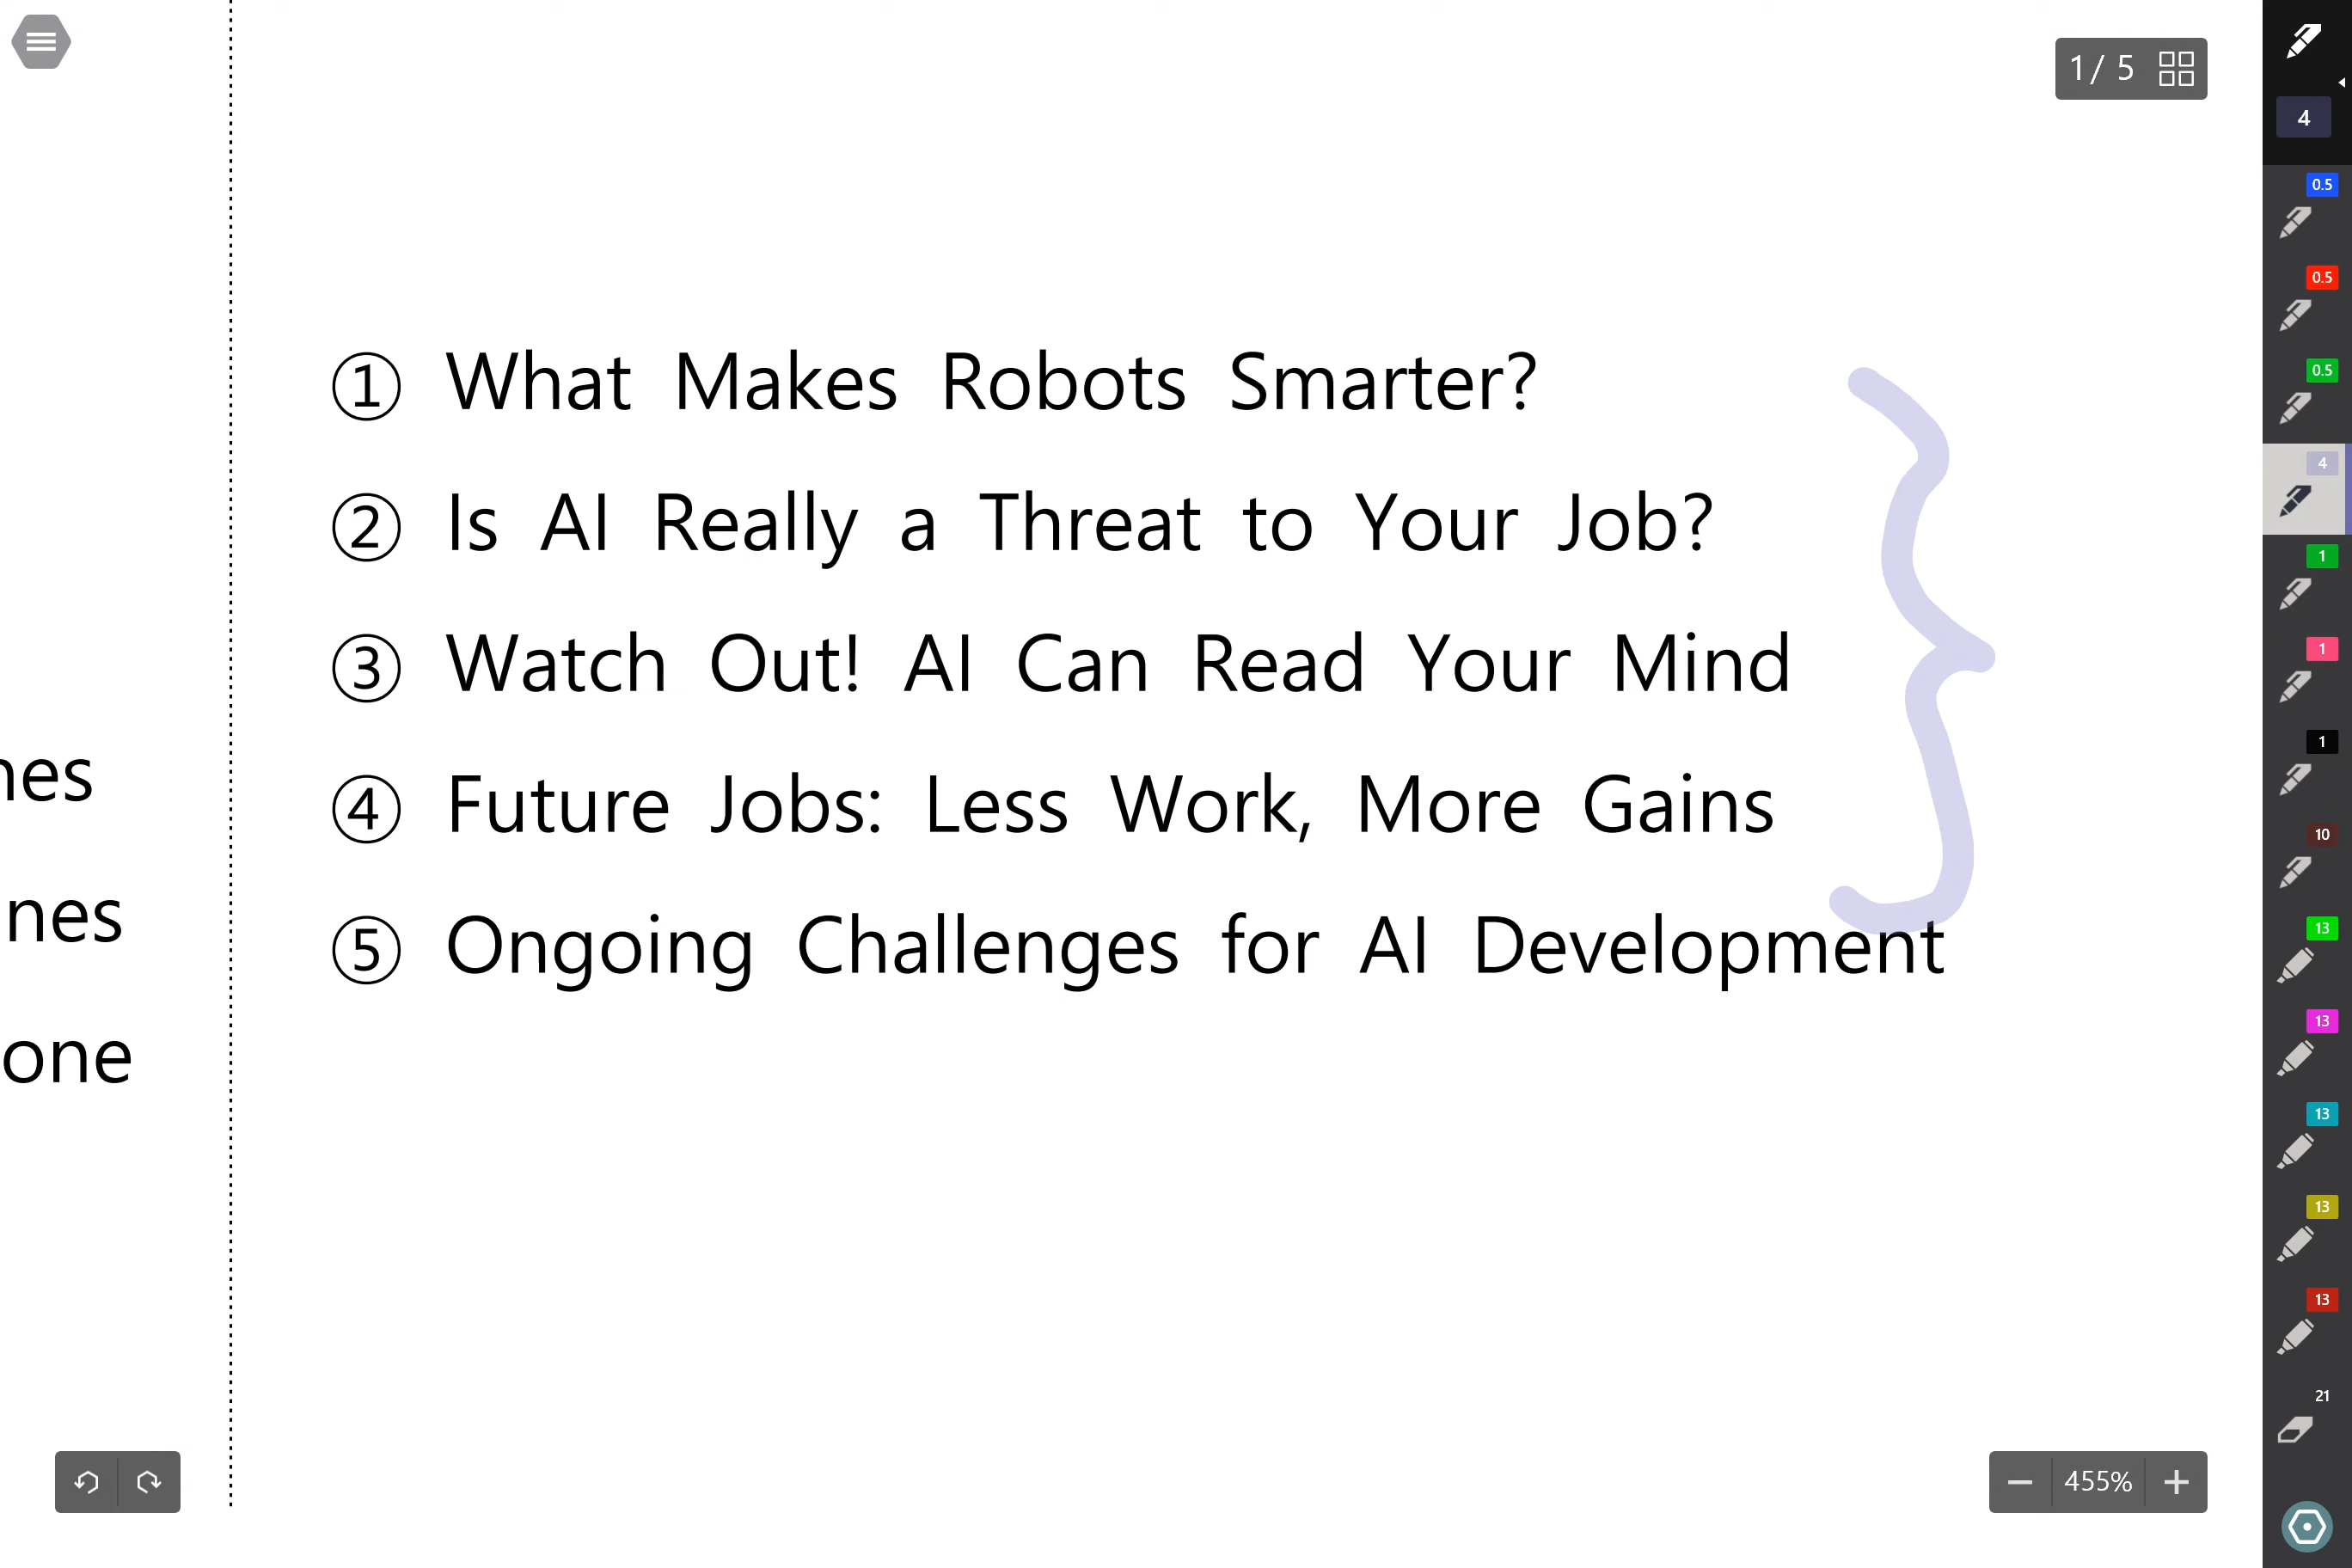 1/ 5
4
0.5
0.5
0.5
① What Makes Robots Smarter?
4
② Is AI Really a Threat to Your Job?
1
③ Watch Out! AI Can Read Your Mind
1
nes
④ Future Jobs: Less Work, More Gains
1
10
nes
⑤ Ongoing Challenges for AI Development
13
one
13
13
13
13
21
455%